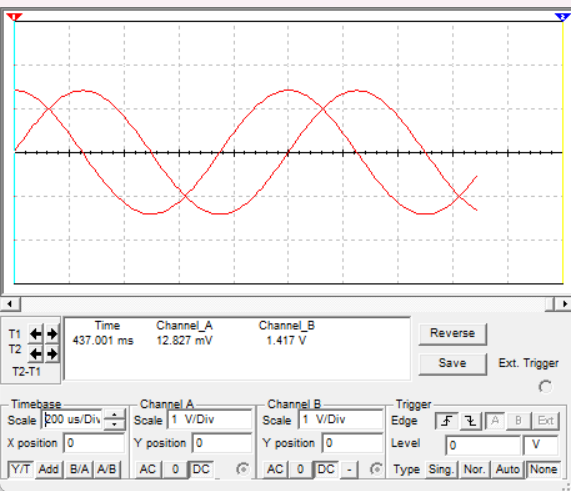 1 2
Time Channel_A Channel_B
T1 437.001 ms 12.827 mV 1.417 V
T2
T2-T1
Reverse
Save
Ext. Trigger
Timebase
Scale 200 us/Div
X position 0
Y/T Add B/A A/B
Channel A
Scale 1 V/Div
Y position 0
AC 0 DC
Channel B
Scale 1 V/Div
Y position 0
AC 0 DC -
Trigger
Edge A B Ext
Level 0 V
Type Sing. Nor. Auto None